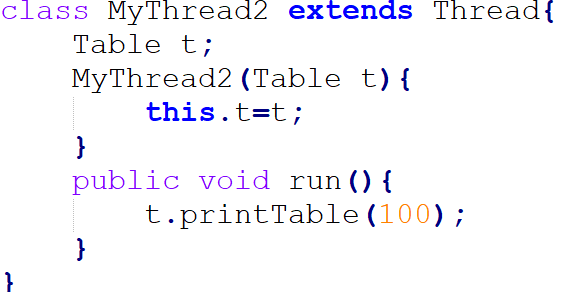 class MyThread2 extends Thread{
    Table t;
    MyThread2(Table t){
        this.t=t;
    }
    public void run(){
        t.printTable(100);
    }
}